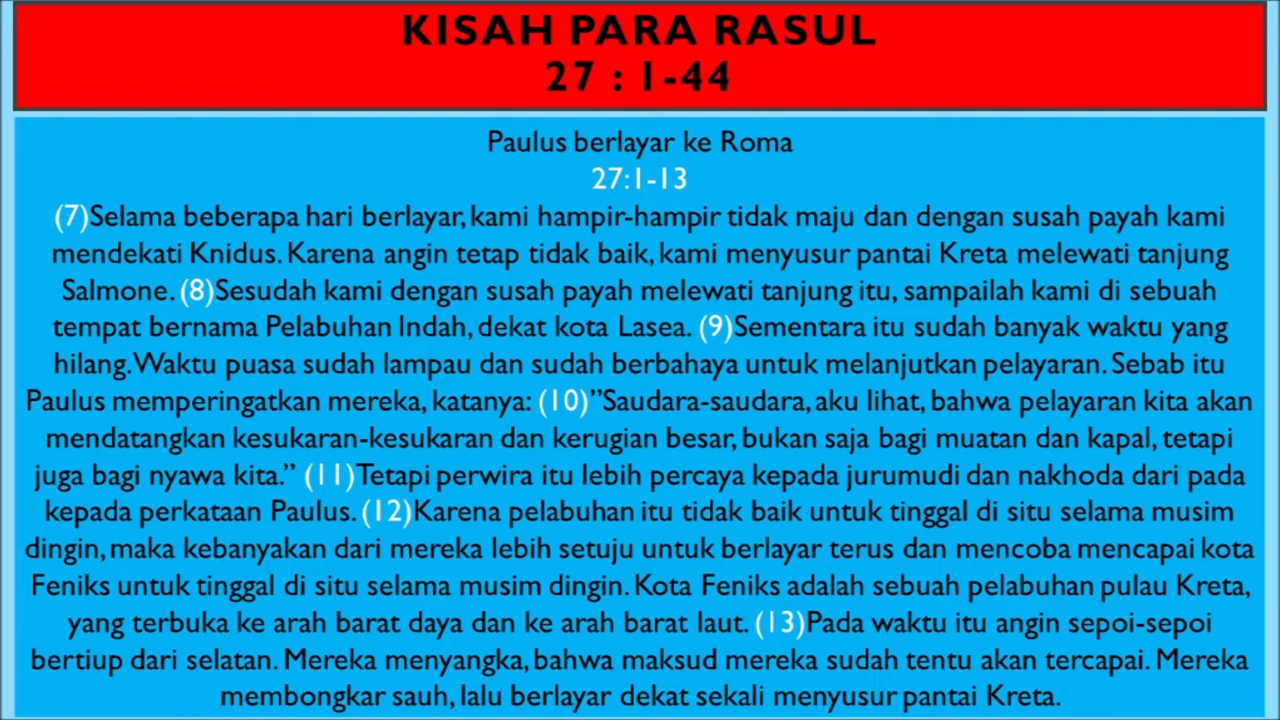 KISAH PARA RASUL
27 : 1-44
Paulus berlayar ke Roma
27:1-13
(7)Selama beberapa hari berlayar, kami hampir-hampir tidak maju dan dengan susah payah kami
mendekati Knidus. Karena angin tetap tidak baik, kami menyusur pantai Kreta melewati tanjung
Salmone. (8)Sesudah kami dengan susah payah melewati tanjung itu, sampailah kami di sebuah
tempat bernama Pelabuhan Indah, dekat kota Lasea. (9)Sementara itu sudah banyak waktu yang
hilang. Waktu puasa sudah lampau dan sudah berbahaya untuk melanjutkan pelayaran. Sebab itu
Paulus memperingatkan mereka, katanya: (10)”Saudara-saudara, aku lihat, bahwa pelayaran kita akan
mendatangkan kesukaran-kesukaran dan kerugian besar, bukan saja bagi muatan dan kapal, tetapi
juga bagi nyawa kita.” (11)Tetapi perwira itu lebih percaya kepada jurumudi dan nakhoda dari pada
kepada perkataan Paulus. (12)Karena pelabuhan itu tidak baik untuk tinggal di situ selama musim
dingin, maka kebanyakan dari mereka lebih setuju untuk berlayar terus dan mencoba mencapai kota
Feniks untuk tinggal di situ selama musim dingin. Kota Feniks adalah sebuah pelabuhan pulau Kreta,
yang terbuka ke arah barat daya dan ke arah barat laut. (13)Pada waktu itu angin sepoi-sepoi
bertiup dari selatan. Mereka menyangka, bahwa maksud mereka sudah tentu akan tercapai. Mereka
membongkar sauh, lalu berlayar dekat sekali menyusur pantai Kreta.